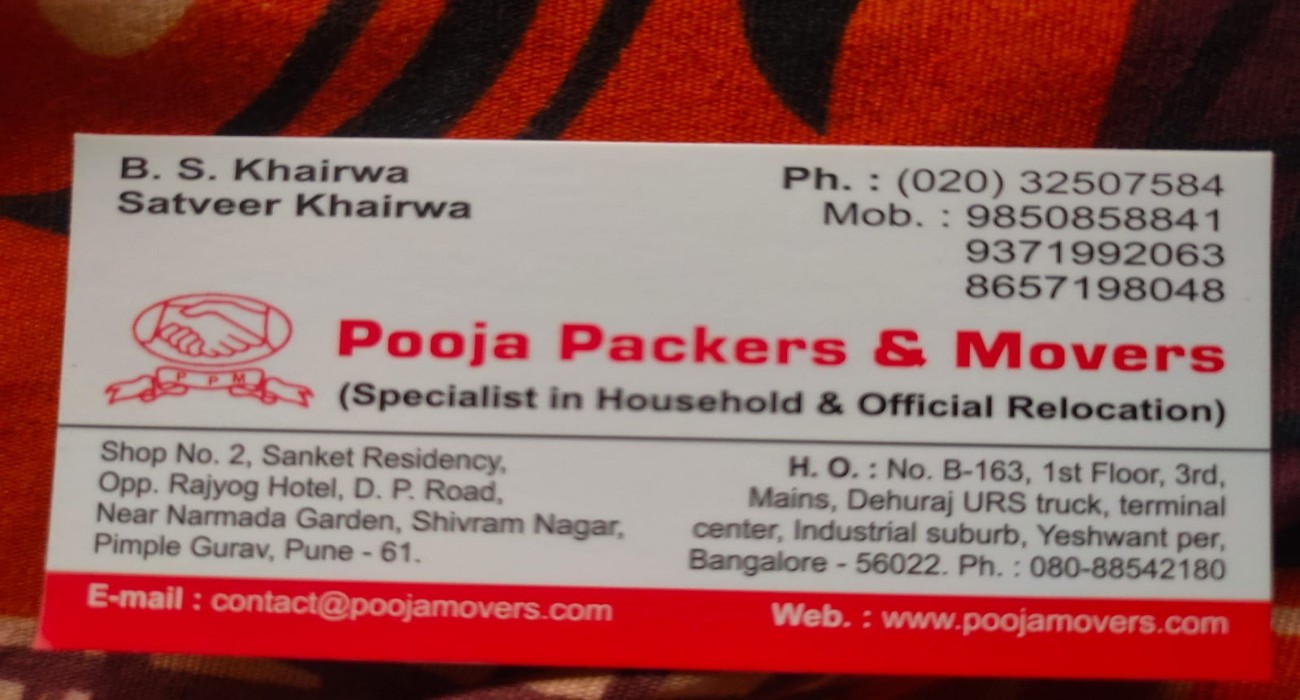 B. S. Khairwa
Satveer Khairwa
Ph. : (020) 32507584
Mob. : 9850858841
9371992063
8657198048
P P M
Pooja Packers & Movers
(Specialist in Household & Official Relocation)
Shop No. 2, Sanket Residency,
Opp. Rajyog Hotel, D. P. Road,
Near Narmada Garden, Shivram Nagar,
Pimple Gurav, Pune - 61.
H. O. : No. B-163, 1st Floor, 3rd,
Mains, Dehuraj URS truck, terminal
center, Industrial suburb, Yeshwant per,
Bangalore - 56022. Ph. : 080-88542180
E-mail : contact@poojamovers.com
Web. : www.poojamovers.com